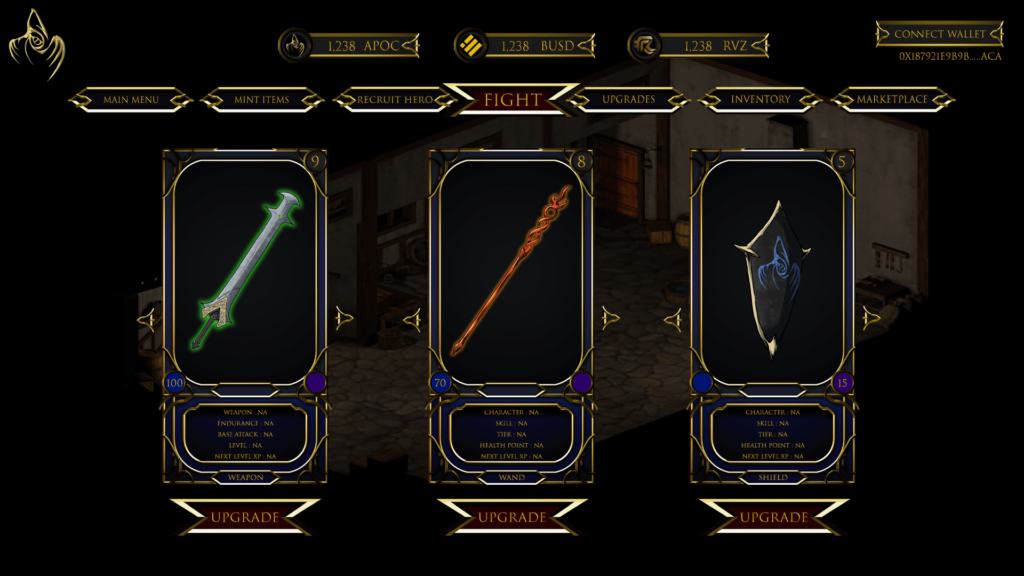 1,238 APOC
1,238 BUSD
1,238 RVZ
CONNECT WALLET
0X187921E9B9B.....ACA
MAIN MENU
MINT ITEMS
RECRUIT HERO
FIGHT
UPGRADES
INVENTORY
MARKETPLACE
9
100
WEAPON : NA
ENDURANCE : NA
BASE ATTACK : NA
LEVEL : NA
NEXT LEVEL XP : NA
WEAPON
UPGRADE
8
70
CHARACTER : NA
SKILL : NA
TIER : NA
HEALTH POINT : NA
NEXT LEVEL XP : NA
WAND
UPGRADE
5
15
CHARACTER : NA
SKILL : NA
TIER : NA
HEALTH POINT : NA
NEXT LEVEL XP : NA
SHIELD
UPGRADE